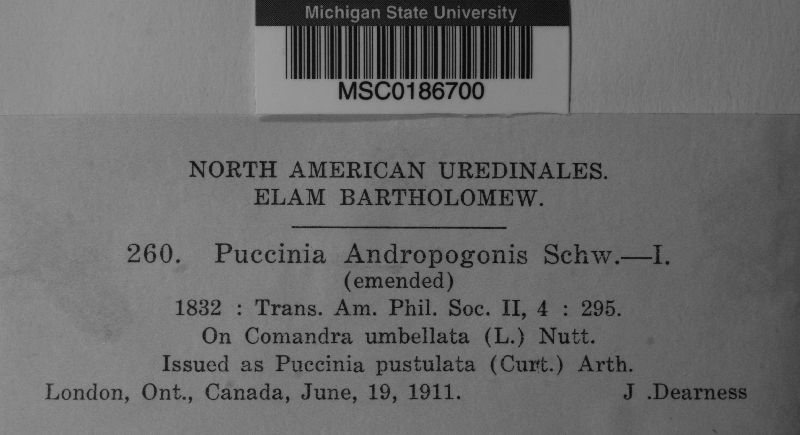 Michigan State University
MSC0186700
NORTH AMERICAN UREDINALES.
ELAM BARTHOLOMEW.
260. Puccinia Andropogonis Schw.—I.
(emended)
1832 : Trans. Am. Phil. Soc. II, 4 : 295.
On Comandra umbellata (L.) Nutt.
Issued as Puccinia pustulata (Curt.) Arth.
London, Ont., Canada, June, 19, 1911. J .Dearness